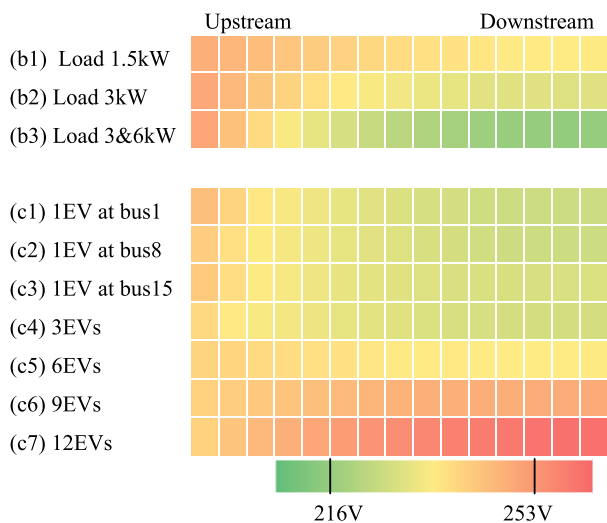 Upstream Downstream
(b1) Load 1.5kW
(b2) Load 3kW
(b3) Load 3&6kW
(c1) 1EV at bus1
(c2) 1EV at bus8
(c3) 1EV at bus15
(c4) 3EVs
(c5) 6EVs
(c6) 9EVs
(c7) 12EVs
216V 253V